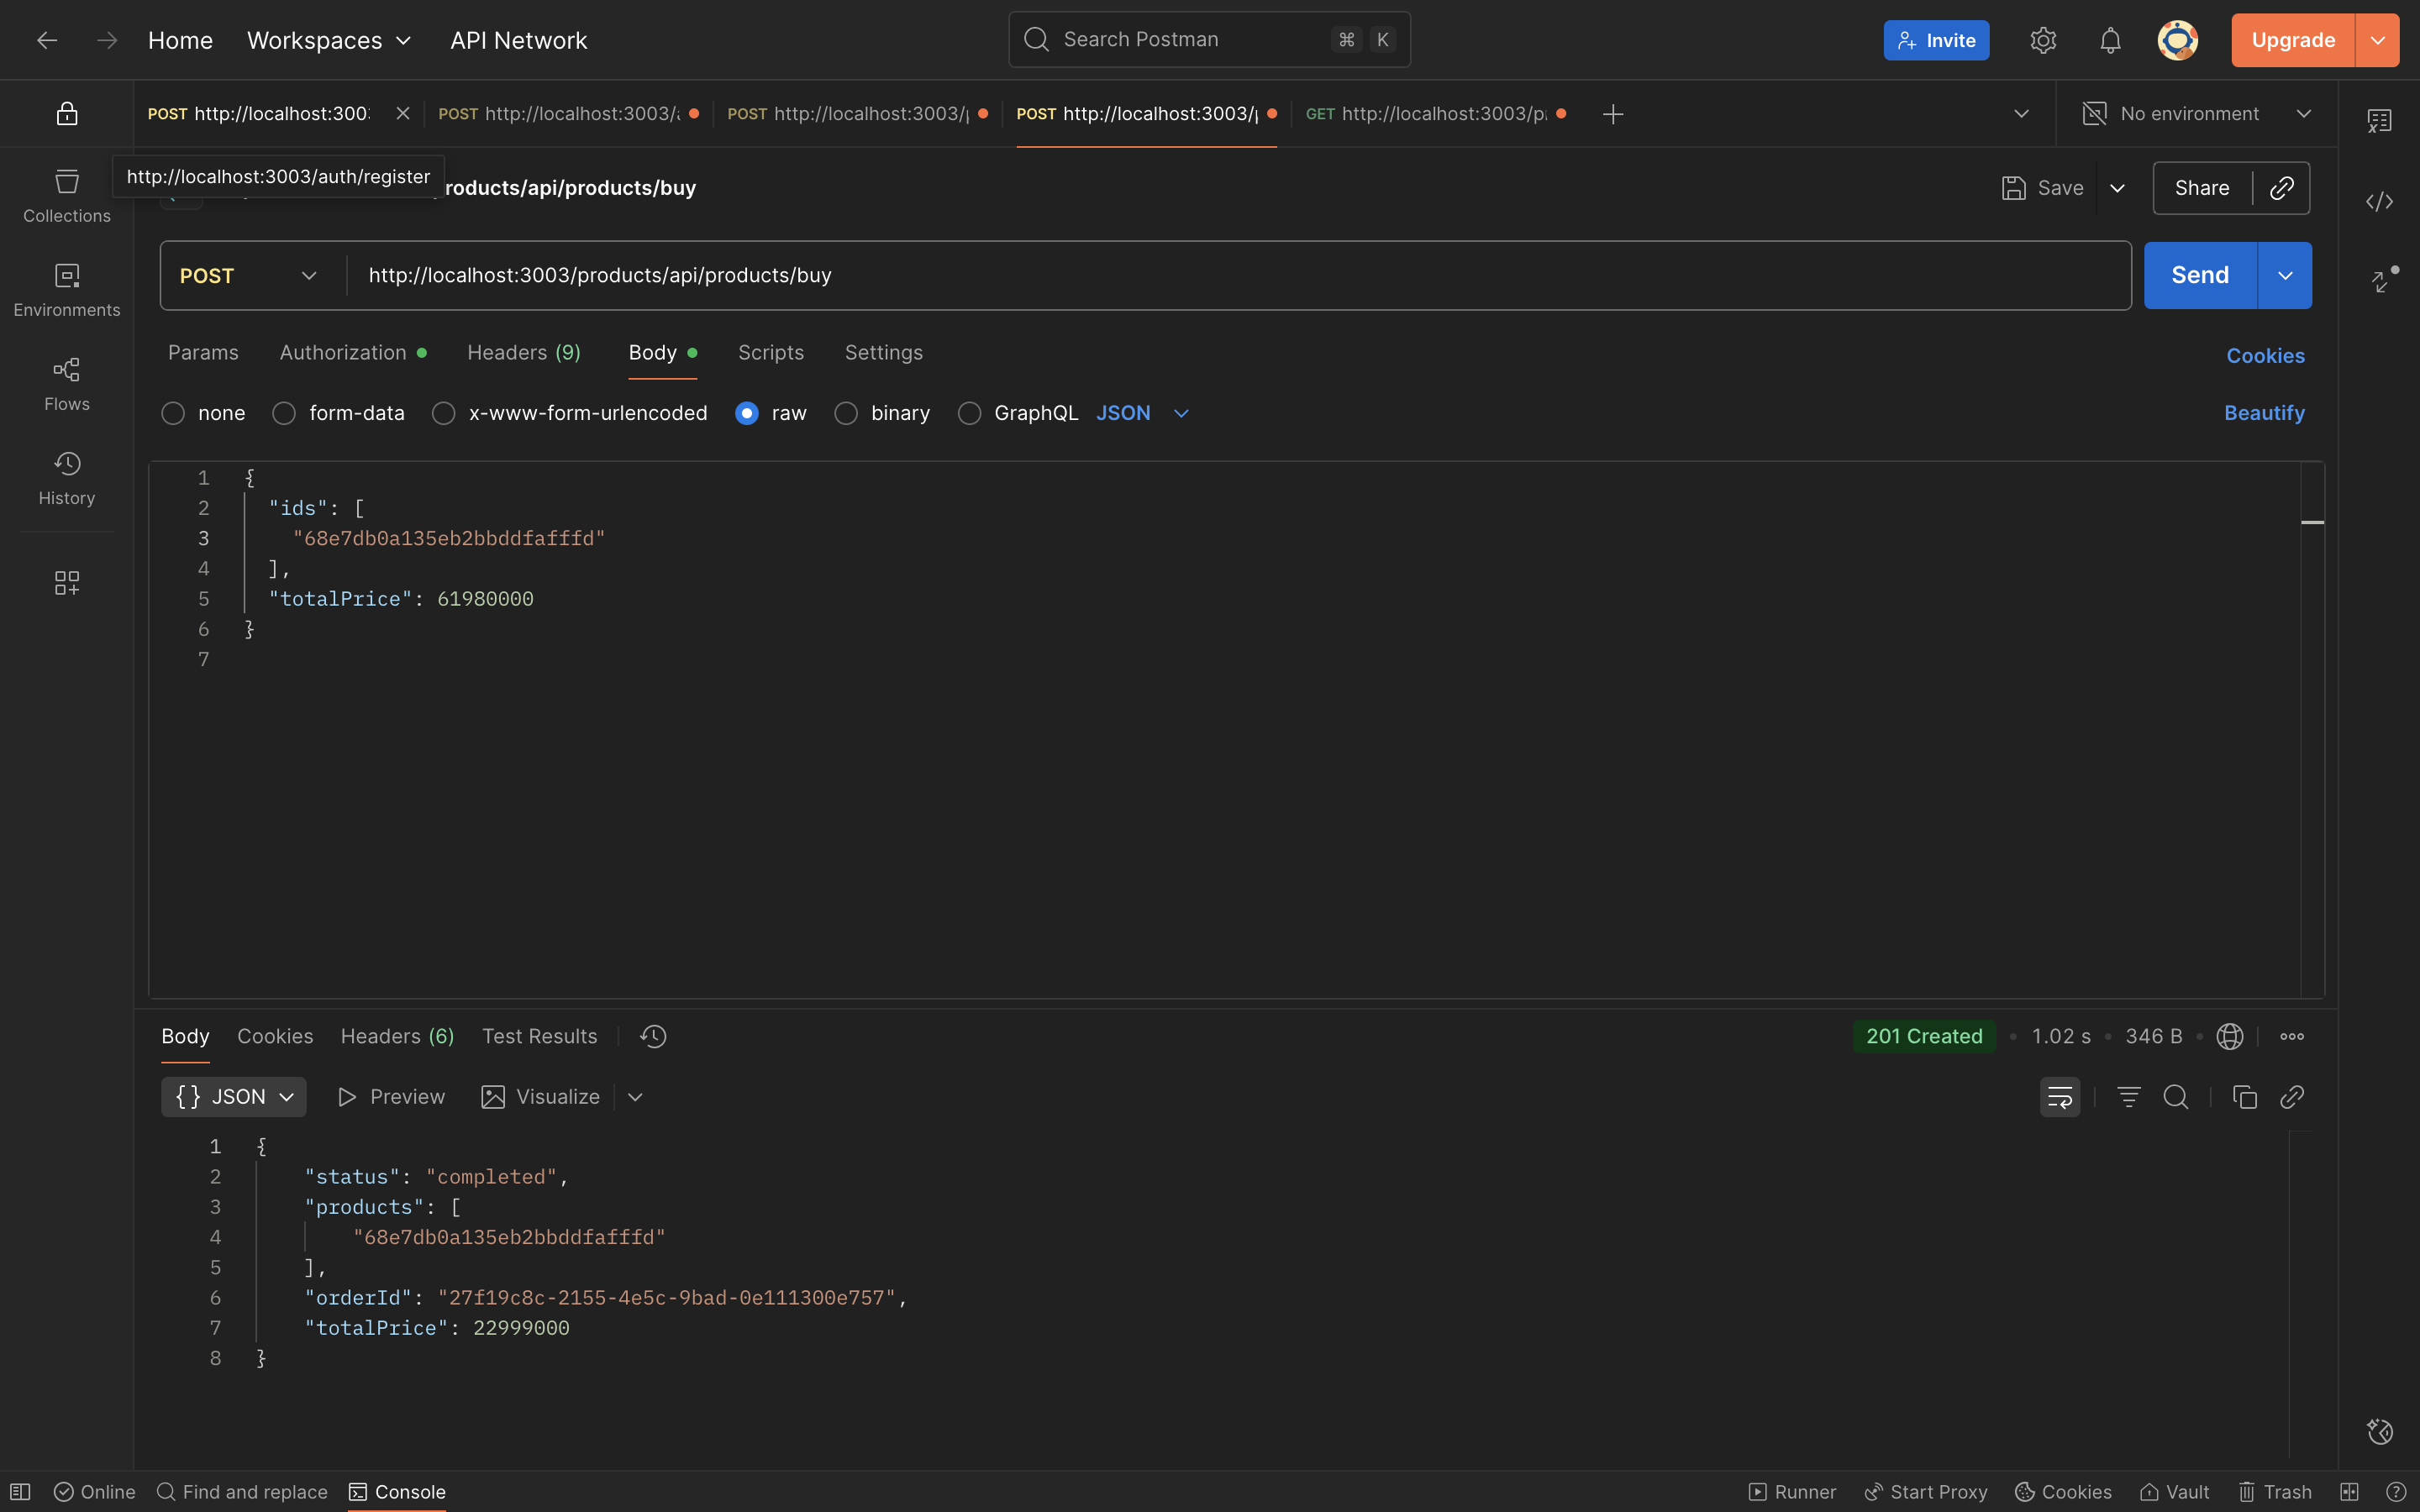 Home Workspaces API Network Search Postman ⌘ K Invite Upgrade
POST http://localhost:300 POST http://localhost:3003/ POST http://localhost:3003/ POST http://localhost:3003/ GET http://localhost:3003/p No environment
http://localhost:3003/auth/register
roducts/api/products/buy Save Share
Collections
POST http://localhost:3003/products/api/products/buy Send
Environments
Params Authorization Headers (9) Body Scripts Settings Cookies
Flows
none form-data x-www-form-urlencoded raw binary GraphQL JSON Beautify
History
1 {
2 "ids": [
3 "68e7db0a135eb2bbddfafffd"
4 ],
5 "totalPrice": 61980000
6 }
7
Body Cookies Headers (6) Test Results 201 Created • 1.02 s • 346 B •
{} JSON Preview Visualize
1 {
2 "status": "completed",
3 "products": [
4 "68e7db0a135eb2bbddfafffd"
5 ],
6 "orderId": "27f19c8c-2155-4e5c-9bad-0e111300e757",
7 "totalPrice": 22999000
8 }
Online Find and replace Console Runner Start Proxy Cookies Vault Trash